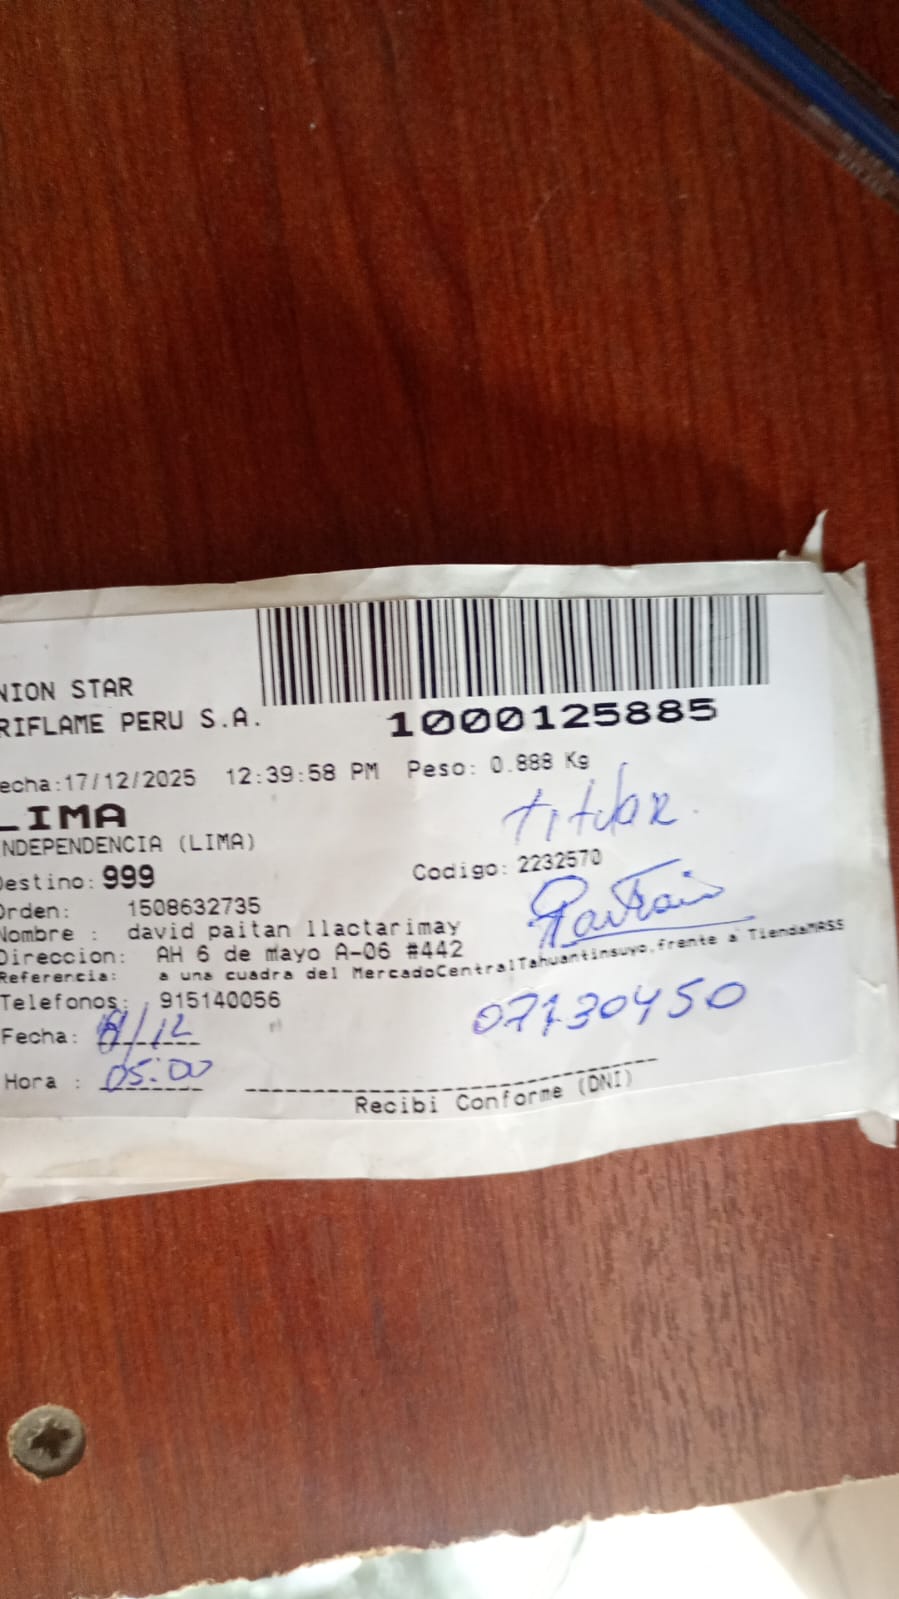 NION STAR
RIFLAME PERU S.A.
1000125885
echa:17/12/2025 12:39:58 PM Peso: 0.888 Kg
LIMA
NDEPENDENCIA (LIMA)
titular.
Destino: 999 Codigo: 2232570
Orden: 1508632735
Nombre : david paitan llactarimay
Direccion: AH 6 de mayo A-06 #442
Referencia: a una cuadra del MercadoCentralTahuantinsuyo,frente a TiendaMASS
Telefonos: 915140056
07130450
Fecha: /12
Hora : 05:00
Recibi Conforme (DNI)